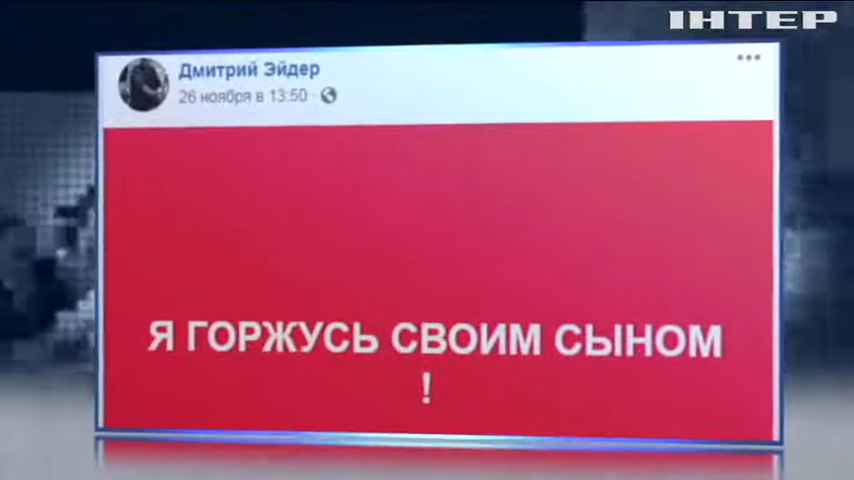 ІНТЕР
Дмитрий Эйдер
26 ноября в 13:50 ·
Я ГОРЖУСЬ СВОИМ СЫНОМ
!